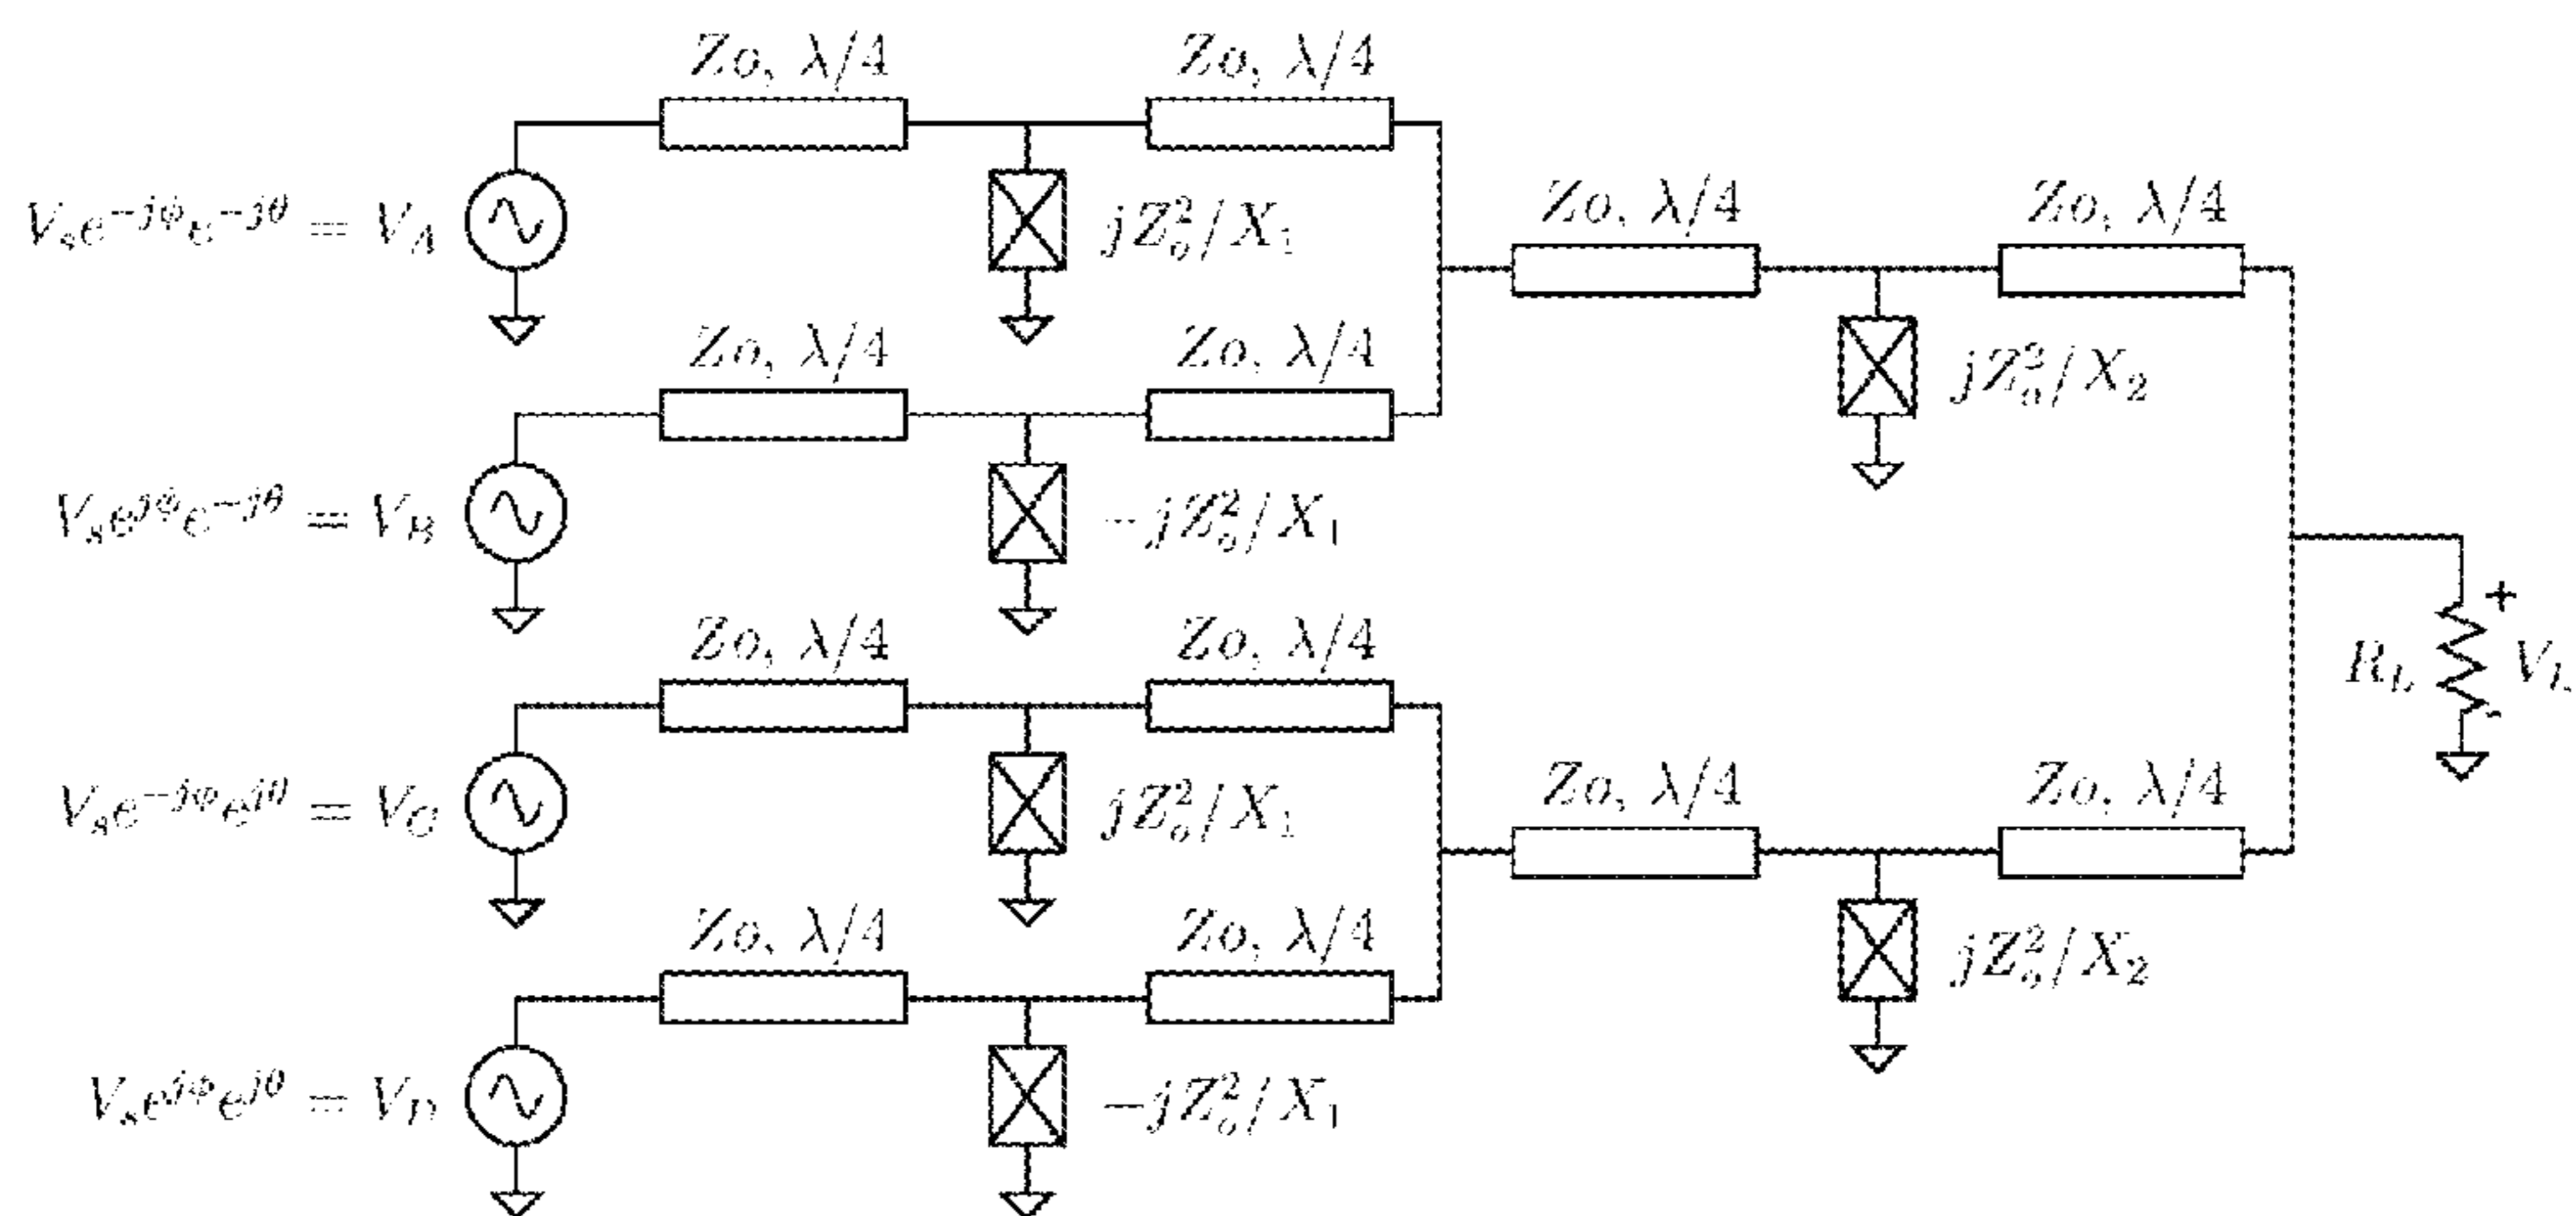 Zo, λ/4
Zo, λ/4
Zo, λ/4
Zo, λ/4
V_s e^{-jϕ} e^{-jθ} = V_A
jZ_o^2/X_1
Zo, λ/4
Zo, λ/4
jZ_o^2/X_2
V_s e^{jϕ} e^{-jθ} = V_B
-jZ_o^2/X_1
Zo, λ/4
Zo, λ/4
+
R_L
V_L
-
V_s e^{-jϕ} e^{jθ} = V_C
jZ_o^2/X_1
Zo, λ/4
Zo, λ/4
Zo, λ/4
Zo, λ/4
jZ_o^2/X_2
V_s e^{jϕ} e^{jθ} = V_D
-jZ_o^2/X_1